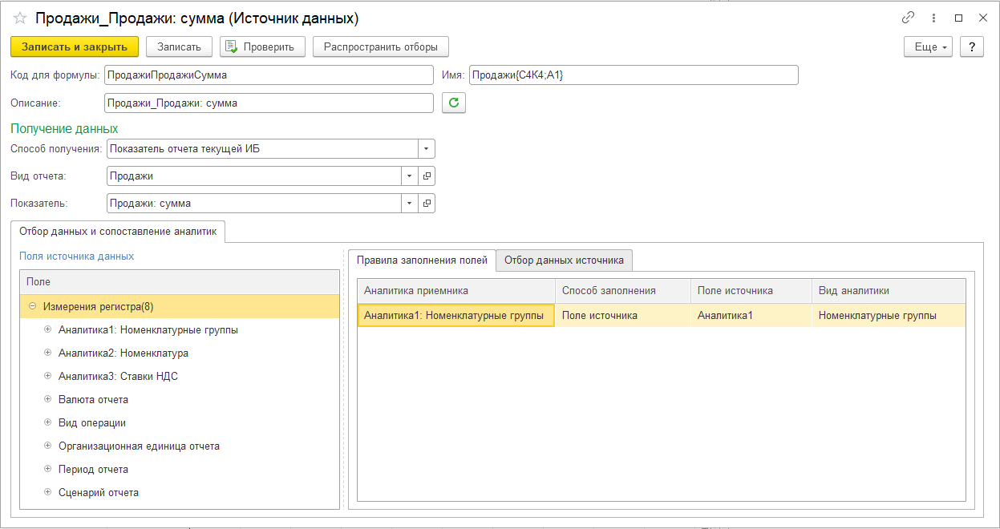 Продажи_Продажи: сумма (Источник данных)
Записать и закрыть Записать Проверить Распространить отборы Еще ?
Код для формулы: ПродажиПродажиСумма Имя: Продажи{C4K4;A1}
Описание: Продажи_Продажи: сумма
Получение данных
Способ получения: Показатель отчета текущей ИБ
Вид отчета: Продажи
Показатель: Продажи: сумма
Отбор данных и сопоставление аналитик
Поля источника данных
Поле
Измерения регистра(8)
Аналитика1: Номенклатурные группы
Аналитика2: Номенклатура
Аналитика3: Ставки НДС
Валюта отчета
Вид операции
Организационная единица отчета
Период отчета
Сценарий отчета
Правила заполнения полей Отбор данных источника
Аналитика приемника Способ заполнения Поле источника Вид аналитики
Аналитика1: Номенклатурные группы Поле источника Аналитика1 Номенклатурные группы